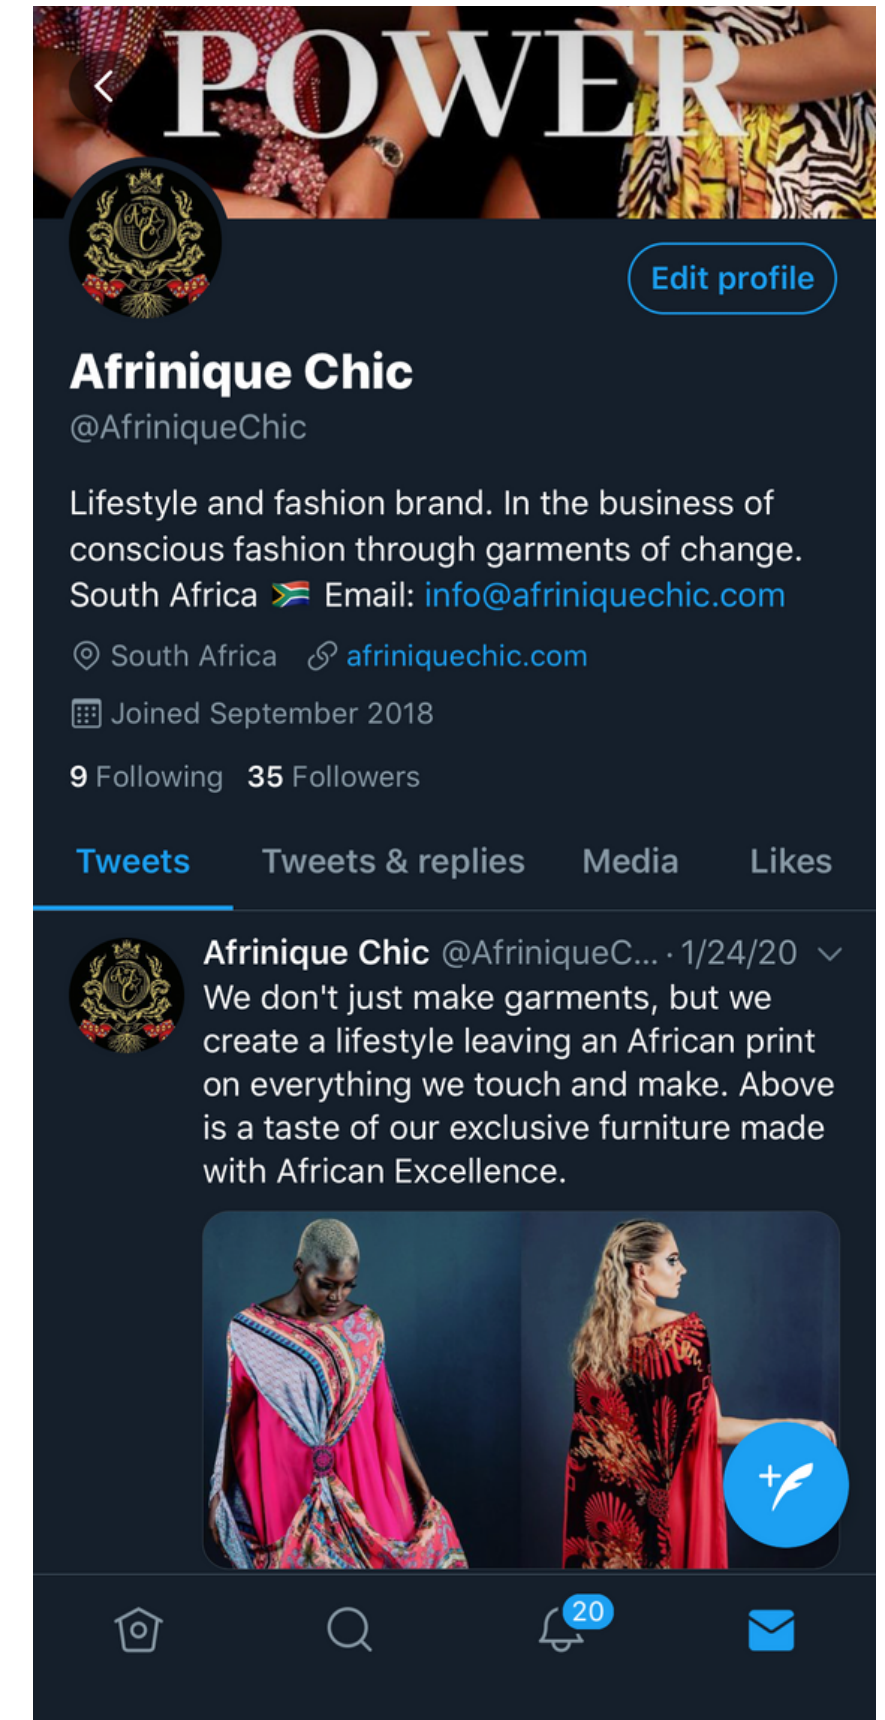 POWER
Edit profile
Afrinique Chic
@AfriniqueChic
Lifestyle and fashion brand. In the business of
conscious fashion through garments of change.
South Africa 🇿🇦 Email: info@afriniquechic.com
South Africa afriniquechic.com
Joined September 2018
9 Following 35 Followers
Tweets Tweets & replies Media Likes
Afrinique Chic @AfriniqueC... · 1/24/20
We don't just make garments, but we
create a lifestyle leaving an African print
on everything we touch and make. Above
is a taste of our exclusive furniture made
with African Excellence.
20